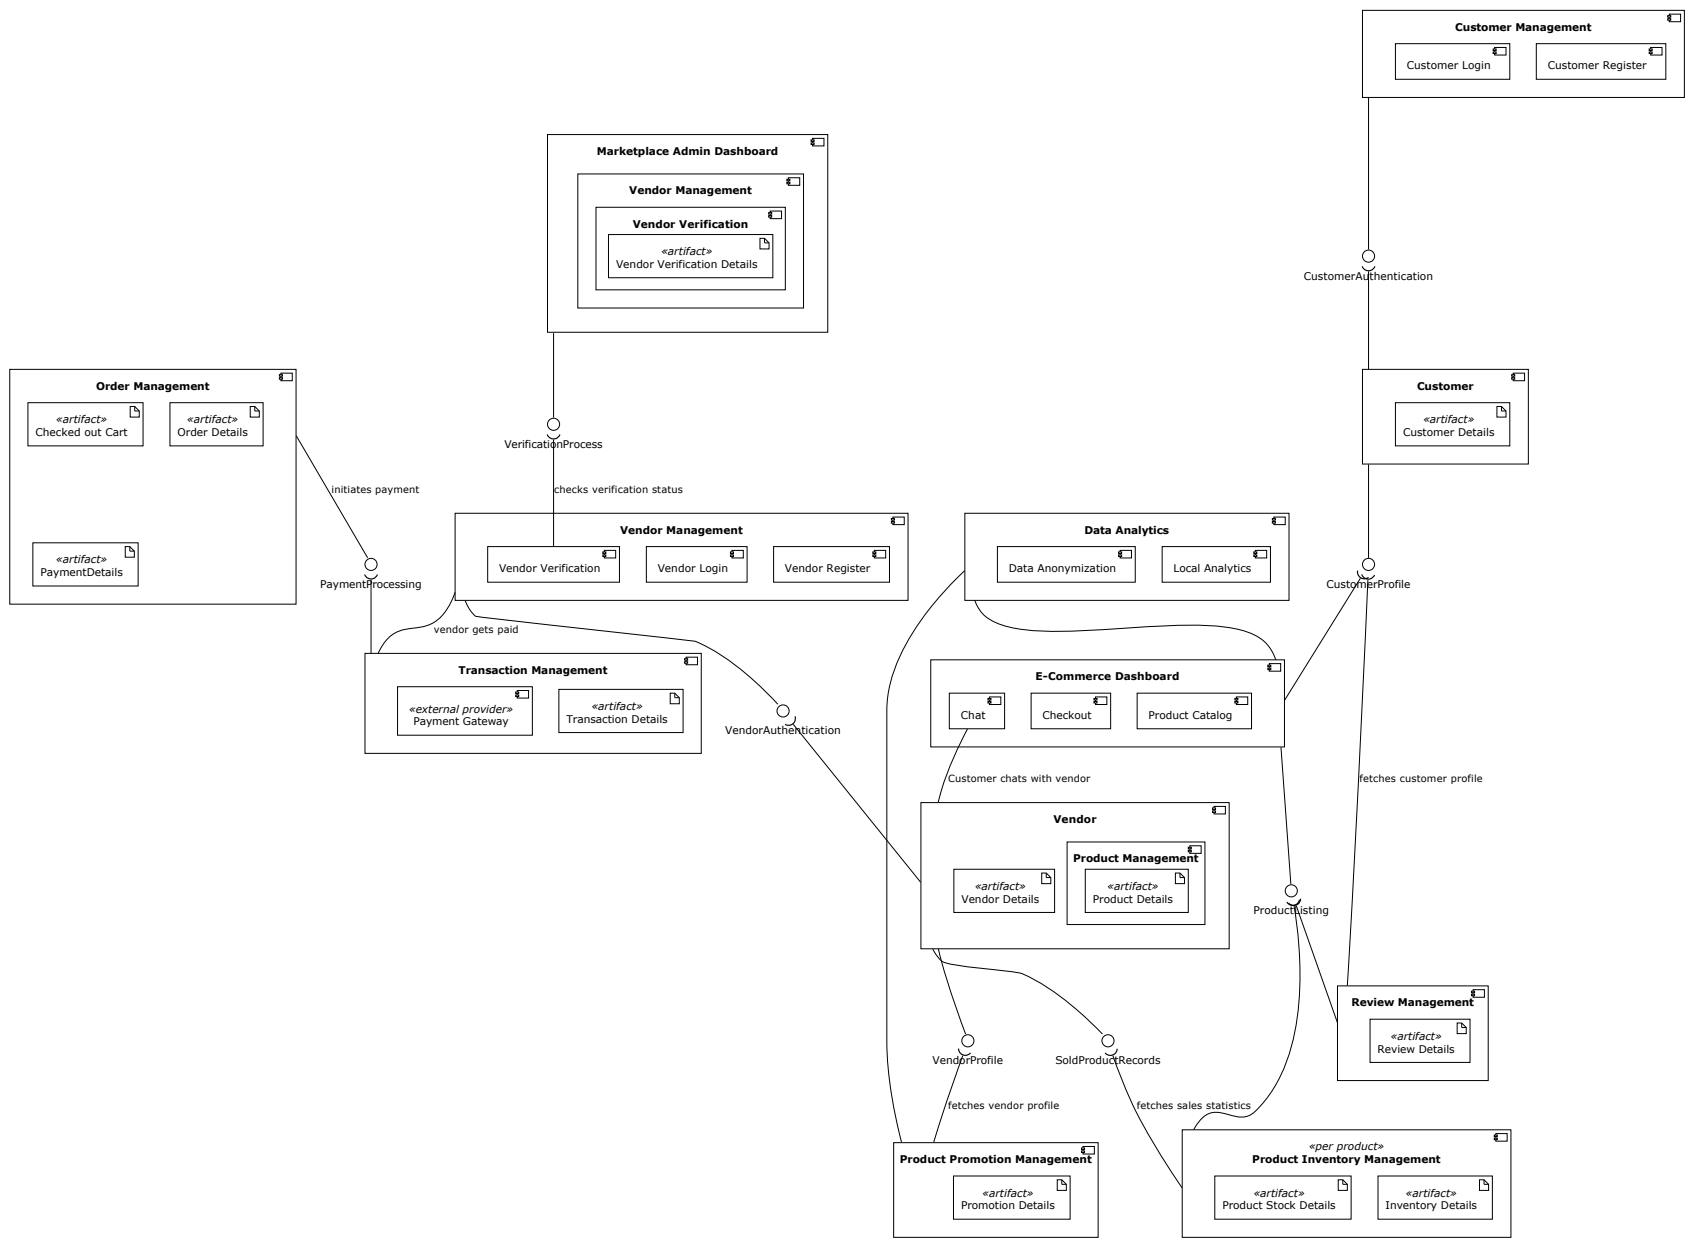 Customer Management
Customer Login
Customer Register
Marketplace Admin Dashboard
Vendor Management
Vendor Verification
«artifact»
Vendor Verification Details
CustomerAuthentication
Order Management
«artifact»
Checked out Cart
«artifact»
Order Details
«artifact»
PaymentDetails
Customer
«artifact»
Customer Details
VerificationProcess
initiates payment
checks verification status
PaymentProcessing
Vendor Management
Vendor Verification
Vendor Login
Vendor Register
Data Analytics
Data Anonymization
Local Analytics
CustomerProfile
vendor gets paid
Transaction Management
«external provider»
Payment Gateway
«artifact»
Transaction Details
VendorAuthentication
E-Commerce Dashboard
Chat
Checkout
Product Catalog
Customer chats with vendor
fetches customer profile
Vendor
«artifact»
Vendor Details
Product Management
«artifact»
Product Details
ProductListing
Review Management
«artifact»
Review Details
VendorProfile
SoldProductRecords
fetches vendor profile
fetches sales statistics
Product Promotion Management
«artifact»
Promotion Details
«per product»
Product Inventory Management
«artifact»
Product Stock Details
«artifact»
Inventory Details